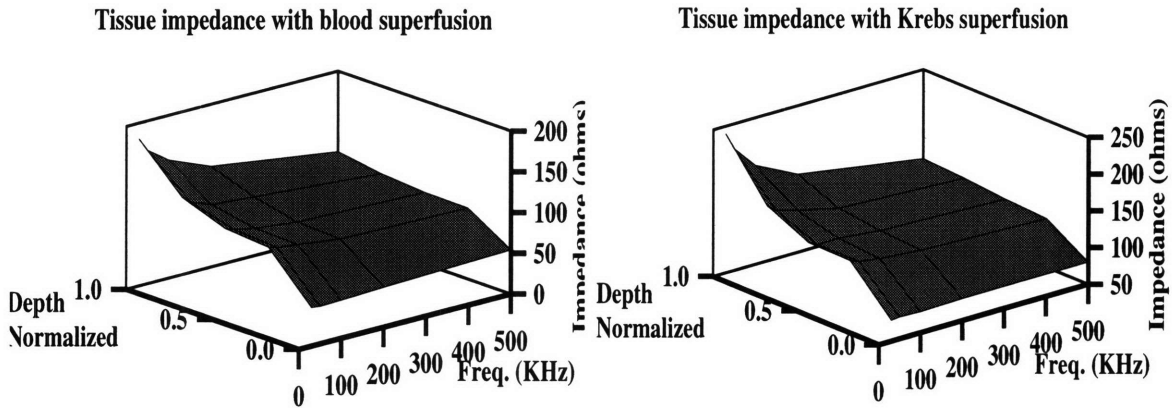 Tissue impedance with blood superfusion
200
150
100
50
0
Impedance (ohms)
Depth
Normalized
1.0
0.5
0.0
0
100
200
300
400
500
Freq. (KHz)
Tissue impedance with Krebs superfusion
250
200
150
100
50
Impedance (ohms)
Depth
Normalized
1.0
0.5
0.0
0
100
200
300
400
500
Freq. (KHz)